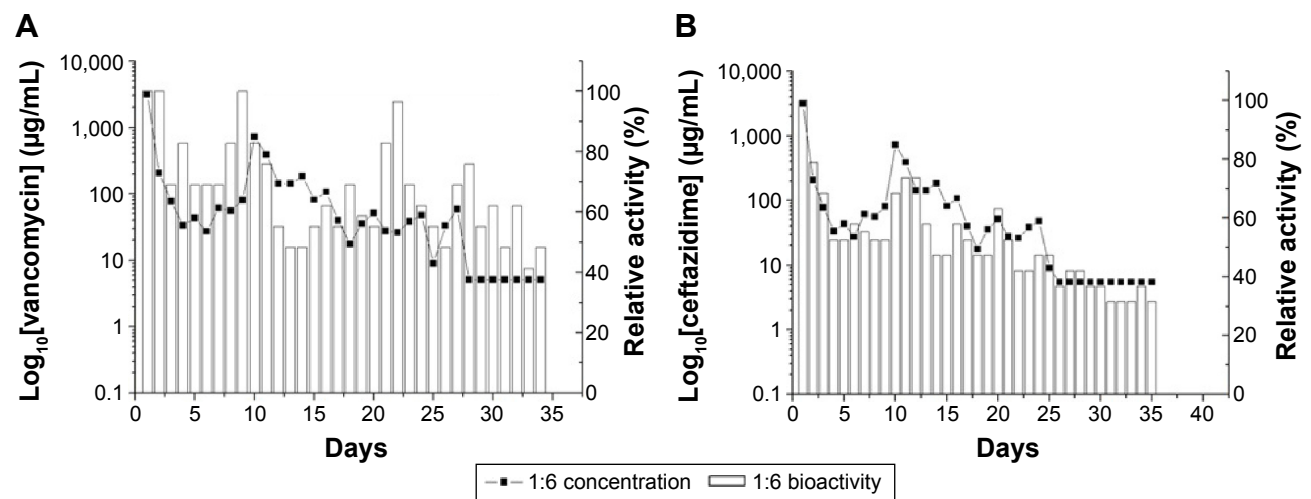 A
Log₁₀[vancomycin] (µg/mL)
10,000
1,000
100
10
1
0.1
0 5 10 15 20 25 30 35
Days
100
80
60
40
20
0
Relative activity (%)
B
Log₁₀[ceftazidime] (µg/mL)
10,000
1,000
100
10
1
0.1
0 5 10 15 20 25 30 35 40
Days
100
80
60
40
20
0
Relative activity (%)
1:6 concentration 1:6 bioactivity